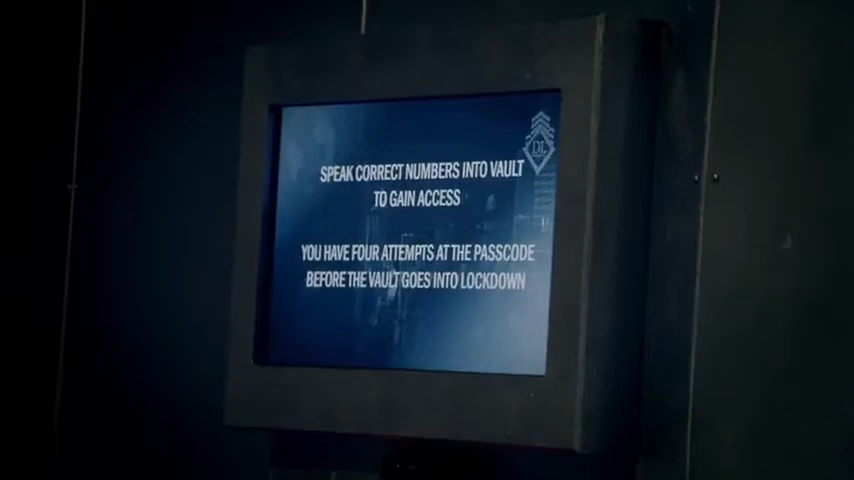 DL
SPEAK CORRECT NUMBERS INTO VAULT
TO GAIN ACCESS
YOU HAVE FOUR ATTEMPTS AT THE PASSCODE
BEFORE THE VAULT GOES INTO LOCKDOWN